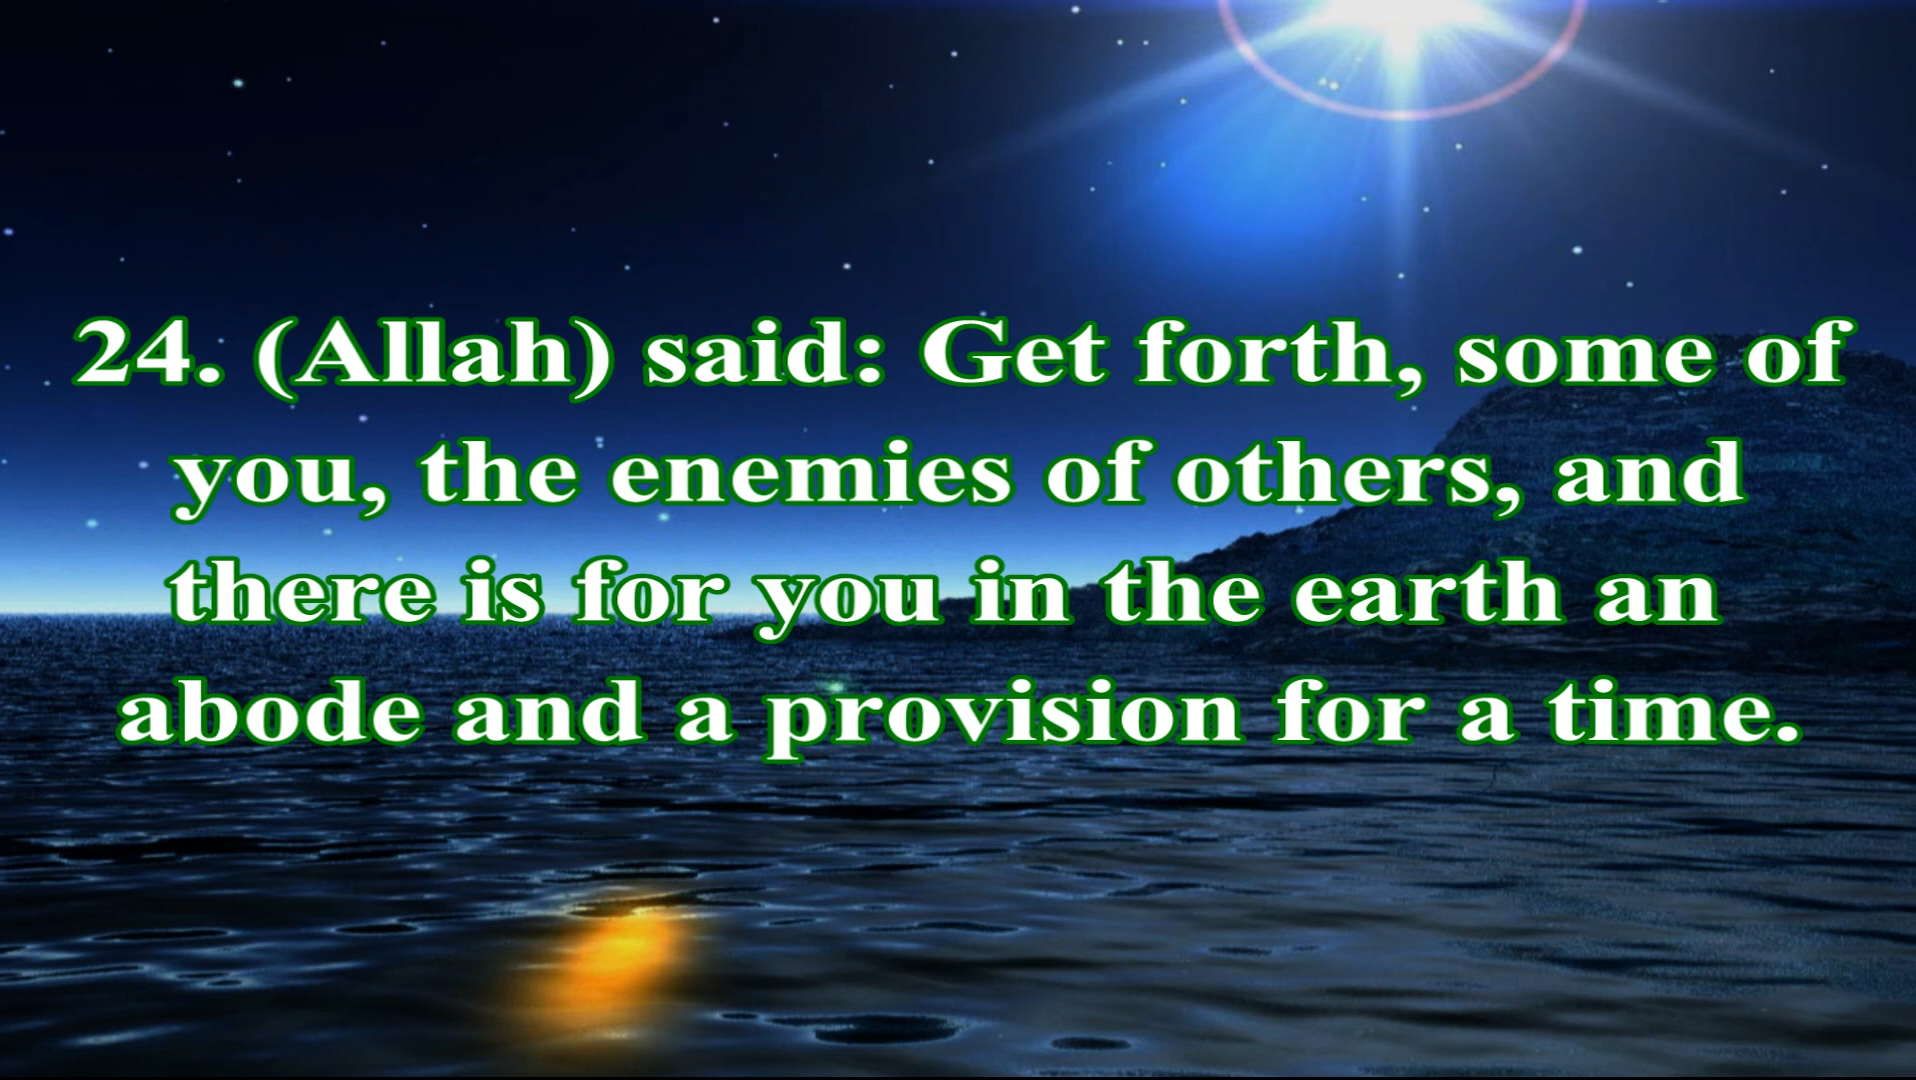 24. (Allah) said: Get forth, some of
you, the enemies of others, and
there is for you in the earth an
abode and a provision for a time.